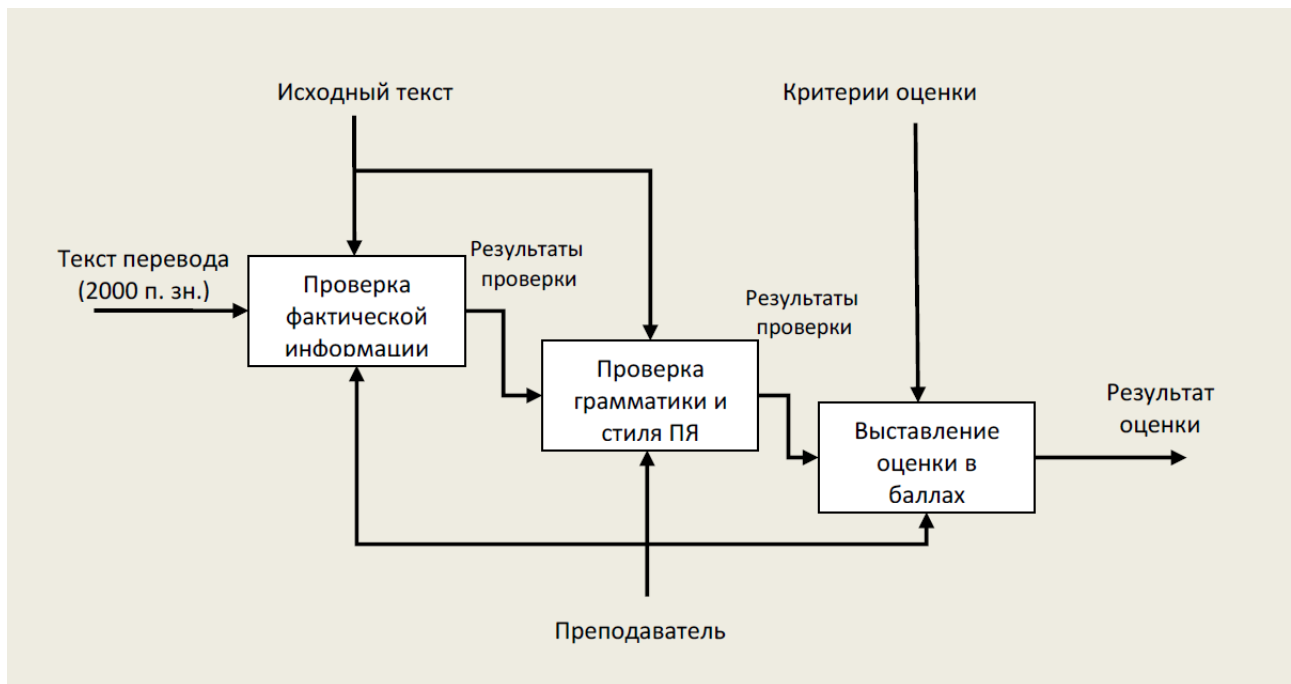 Исходный текст
Критерии оценки
Текст перевода
(2000 п. зн.)
Проверка
фактической
информации
Результаты
проверки
Проверка
грамматики и
стиля ПЯ
Результаты
проверки
Выставление
оценки в
баллах
Результат
оценки
Преподаватель